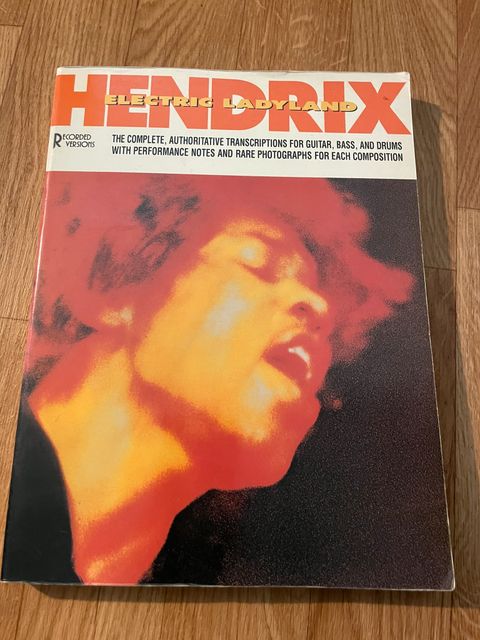 HENDRIX
ELECTRIC LADYLAND
RECORDED VERSIONS
THE COMPLETE, AUTHORITATIVE TRANSCRIPTIONS FOR GUITAR, BASS, AND DRUMS
WITH PERFORMANCE NOTES AND RARE PHOTOGRAPHS FOR EACH COMPOSITION